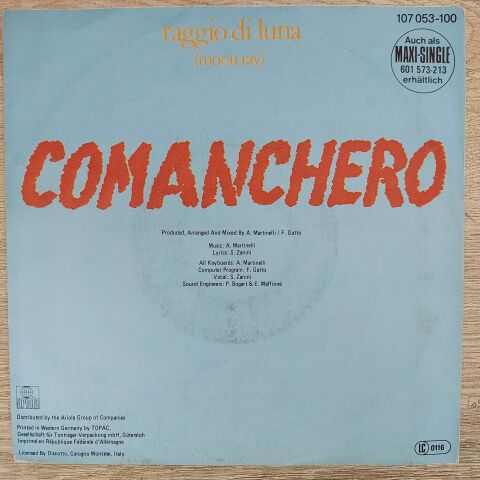 raggio di luna
(moon ray)
107 053-100
Auch als
MAXI-SINGLE
601 573-213
erhältlich
COMANCHERO
Produced, Arranged And Mixed By A. Martinelli / F. Gatto
Music: A. Martinelli
Lyrics: S. Zanini
All Keyboards: A. Martinelli
Computer Program: F. Gatto
Vocal: S. Zanini
Sound Engineers: P. Bogart & E. Maffione
ariola
Distributed by the Ariola Group of Companies
Printed in Western Germany by TOPAC,
Gesellschaft für Tonträger-Verpackung mbH, Gütersloh
Imprimé en République Fédérale d'Allemagne
Licensed By Discotto, Cologno Monzese, Italy.
LC 0116